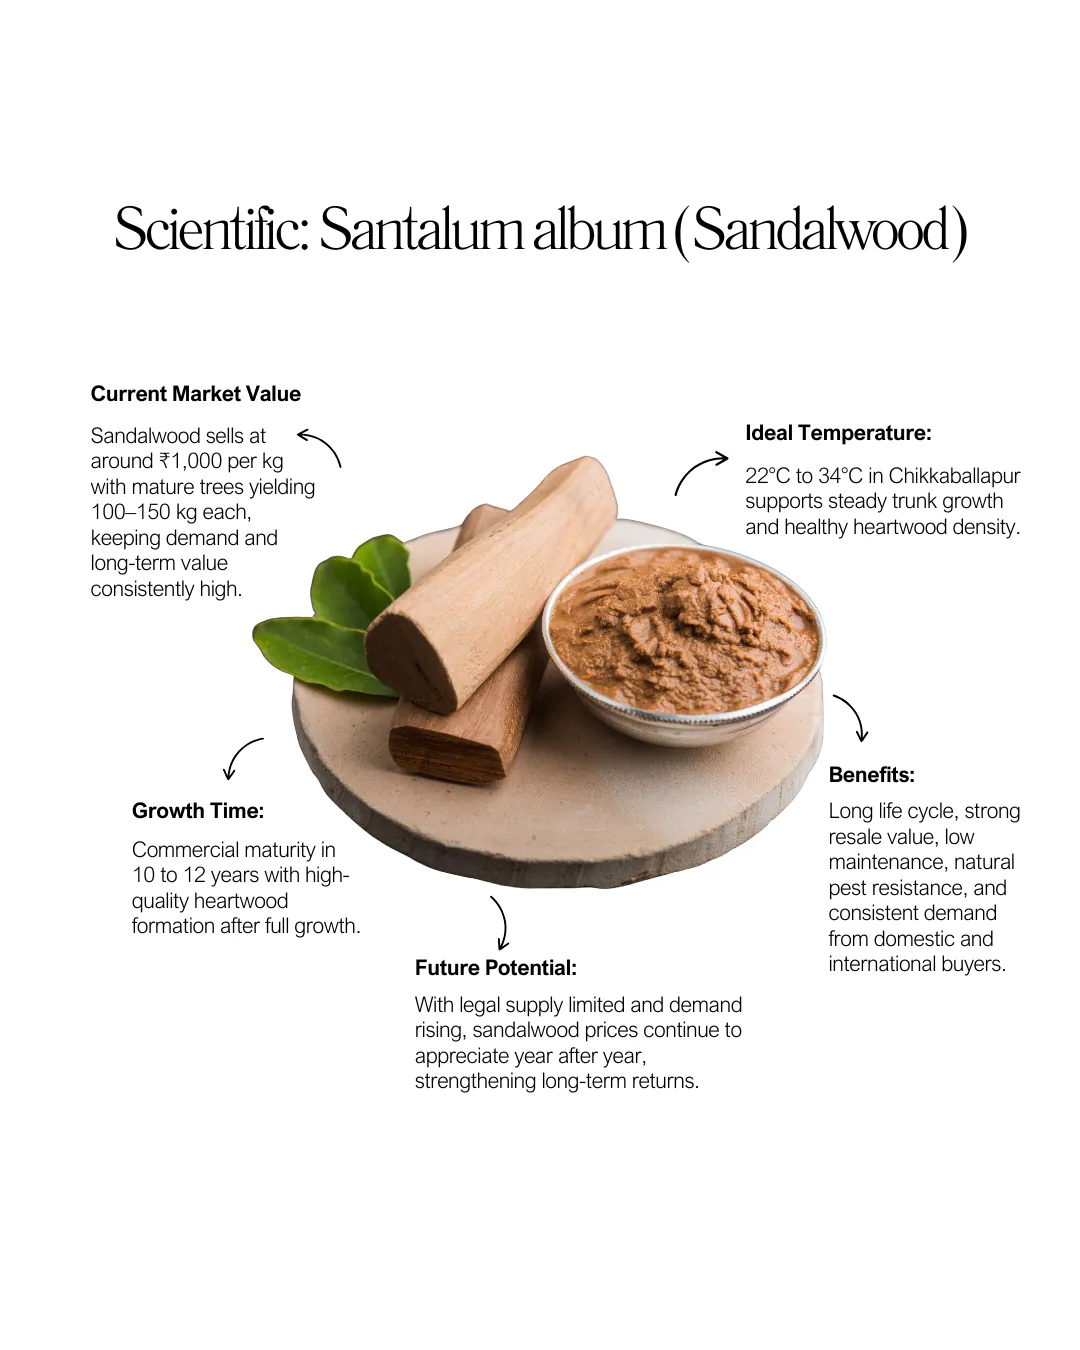 Scientific: Santalum album (Sandalwood)
Current Market Value
Sandalwood sells at
around ₹1,000 per kg
with mature trees yielding
100–150 kg each,
keeping demand and
long-term value
consistently high.
Ideal Temperature:
22°C to 34°C in Chikkaballapur
supports steady trunk growth
and healthy heartwood density.
Growth Time:
Commercial maturity in
10 to 12 years with high-
quality heartwood
formation after full growth.
Benefits:
Long life cycle, strong
resale value, low
maintenance, natural
pest resistance, and
consistent demand
from domestic and
international buyers.
Future Potential:
With legal supply limited and demand
rising, sandalwood prices continue to
appreciate year after year,
strengthening long-term returns.